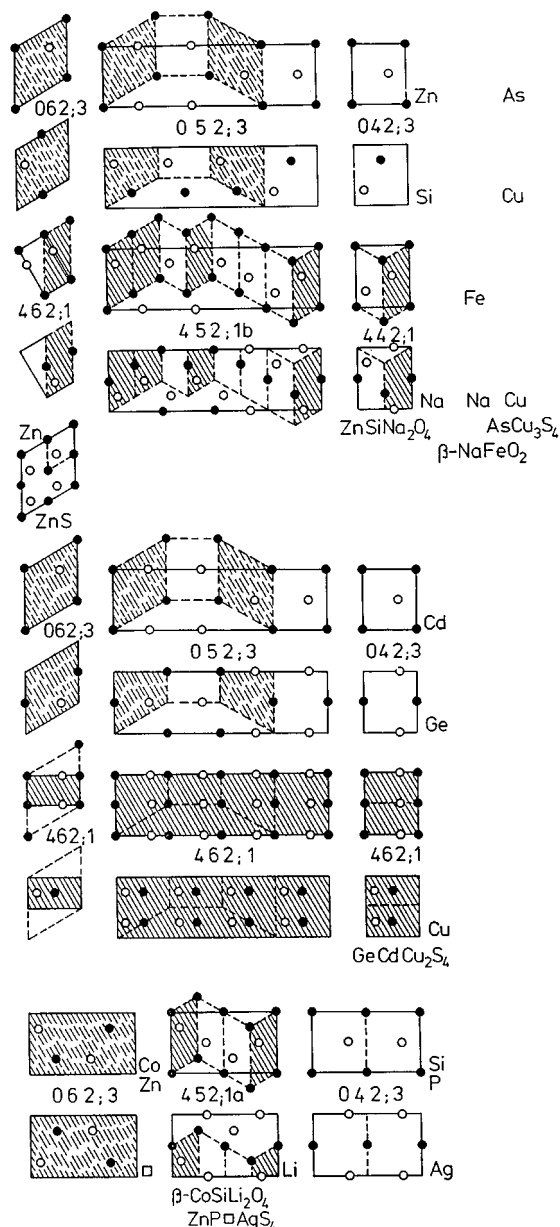 Zn As
062;3 052;3 042;3
Si Cu
Fe
462;1 452;1b 442;1
Na Na Cu
ZnSiNa₂O₄ AsCu₃S₄
β-NaFeO₂
Zn
ZnS
Cd
062;3 052;3 042;3
Ge
462;1 462;1 462;1
Cu
GeCdCu₂S₄
Co Si
Zn P
062;3 452;1a 042;3
□ Li Ag
β-CoSiLi₂O₄
ZnP□AgS₄